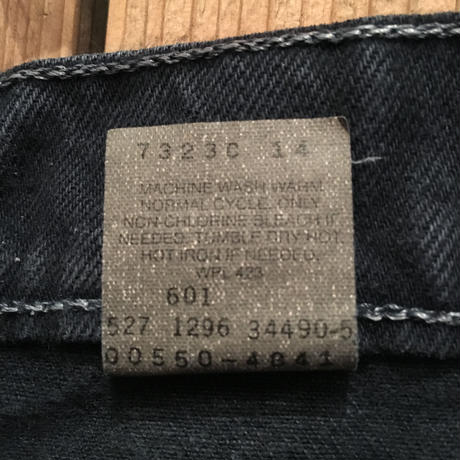 7323C 14
MACHINE WASH WARM.
NORMAL CYCLE. ONLY
NON-CHLORINE BLEACH IF
NEEDED. TUMBLE DRY HOT.
HOT IRON IF NEEDED.
WPL 423
601
527 1296 34490-5
00550-4841